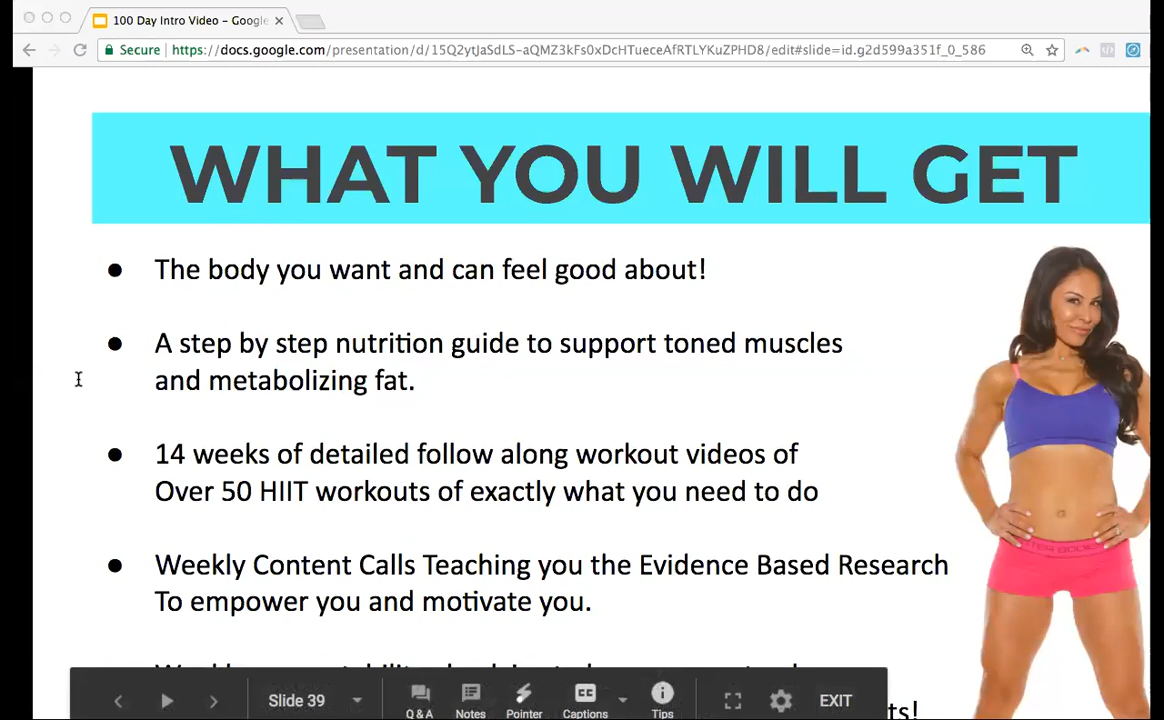 100 Day Intro Video – Google
Secure
https://docs.google.com/presentation/d/15Q2ytJaSdLS-aQMZ3kFs0xDcHTueceAfRTLYKuZPHD8/edit#slide=id.g2d599a351f_0_586
WHAT YOU WILL GET
● The body you want and can feel good about!
● A step by step nutrition guide to support toned muscles
and metabolizing fat.
● 14 weeks of detailed follow along workout videos of
Over 50 HIIT workouts of exactly what you need to do
● Weekly Content Calls Teaching you the Evidence Based Research
To empower you and motivate you.
Slide 39
Q & A
Notes
Pointer
CC
Captions
Tips
EXIT